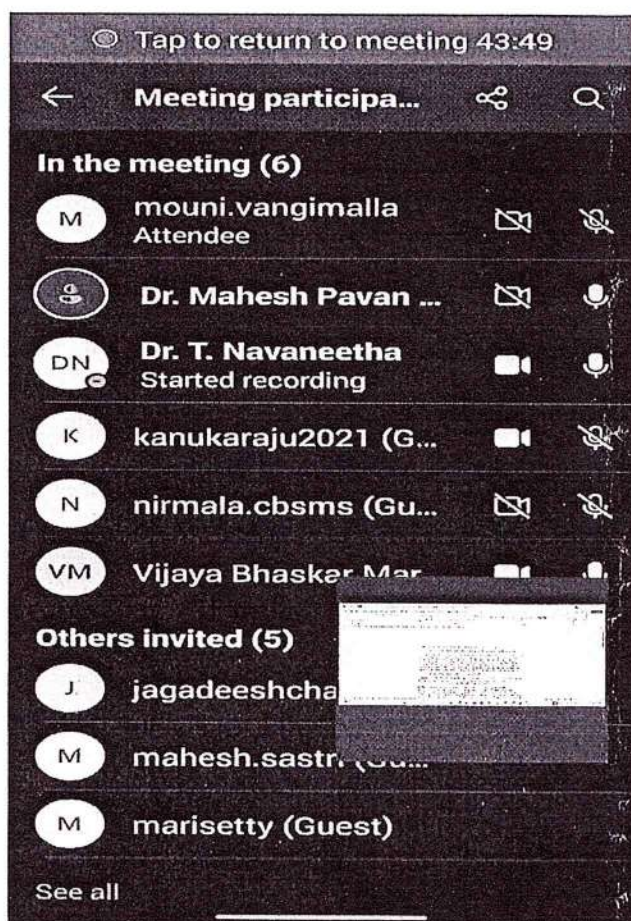 Tap to return to meeting 43:49
Meeting participa...
In the meeting (6)
M mouni.vangimalla
Attendee
Dr. Mahesh Pavan ...
DN Dr. T. Navaneetha
Started recording
K kanukaraju2021 (G...
N nirmala.cbsms (Gu...
VM Vijaya Bhaskar Mar
Others invited (5)
J jagadeeshcha
M mahesh.sastri (Gu...
M marisetty (Guest)
See all